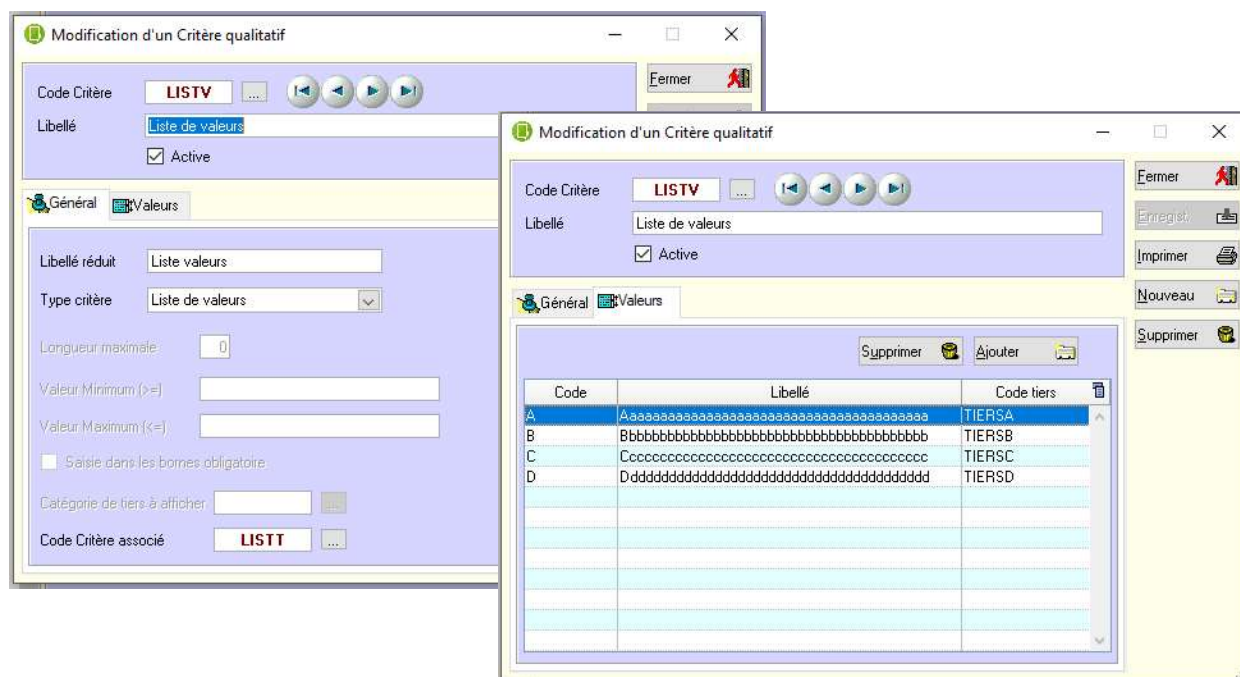 Modification d'un Critère qualitatif
Code Critère LISTV ...
Fermer
Libellé Liste de valeurs
Active
Général Valeurs
Libellé réduit Liste valeurs
Type critère Liste de valeurs
Longueur maximale 0
Valeur Minimum (>=)
Valeur Maximum (<=)
Saisie dans les bornes obligatoire
Catégorie de tiers à afficher ...
Code Critère associé LISTT ...
Modification d'un Critère qualitatif
Code Critère LISTV ...
Libellé Liste de valeurs
Active
Fermer
Enregist.
Imprimer
Nouveau
Supprimer
Général Valeurs
Supprimer Ajouter
Code Libellé Code tiers
A Aaaaaaaaaaaaaaaaaaaaaaaaaaaaaaaaaaaaaaaa TIERSA
B Bbbbbbbbbbbbbbbbbbbbbbbbbbbbbbbbbbbbbbbb TIERSB
C Cccccccccccccccccccccccccccccccccccccccc TIERSC
D Dddddddddddddddddddddddddddddddddddddddd TIERSD